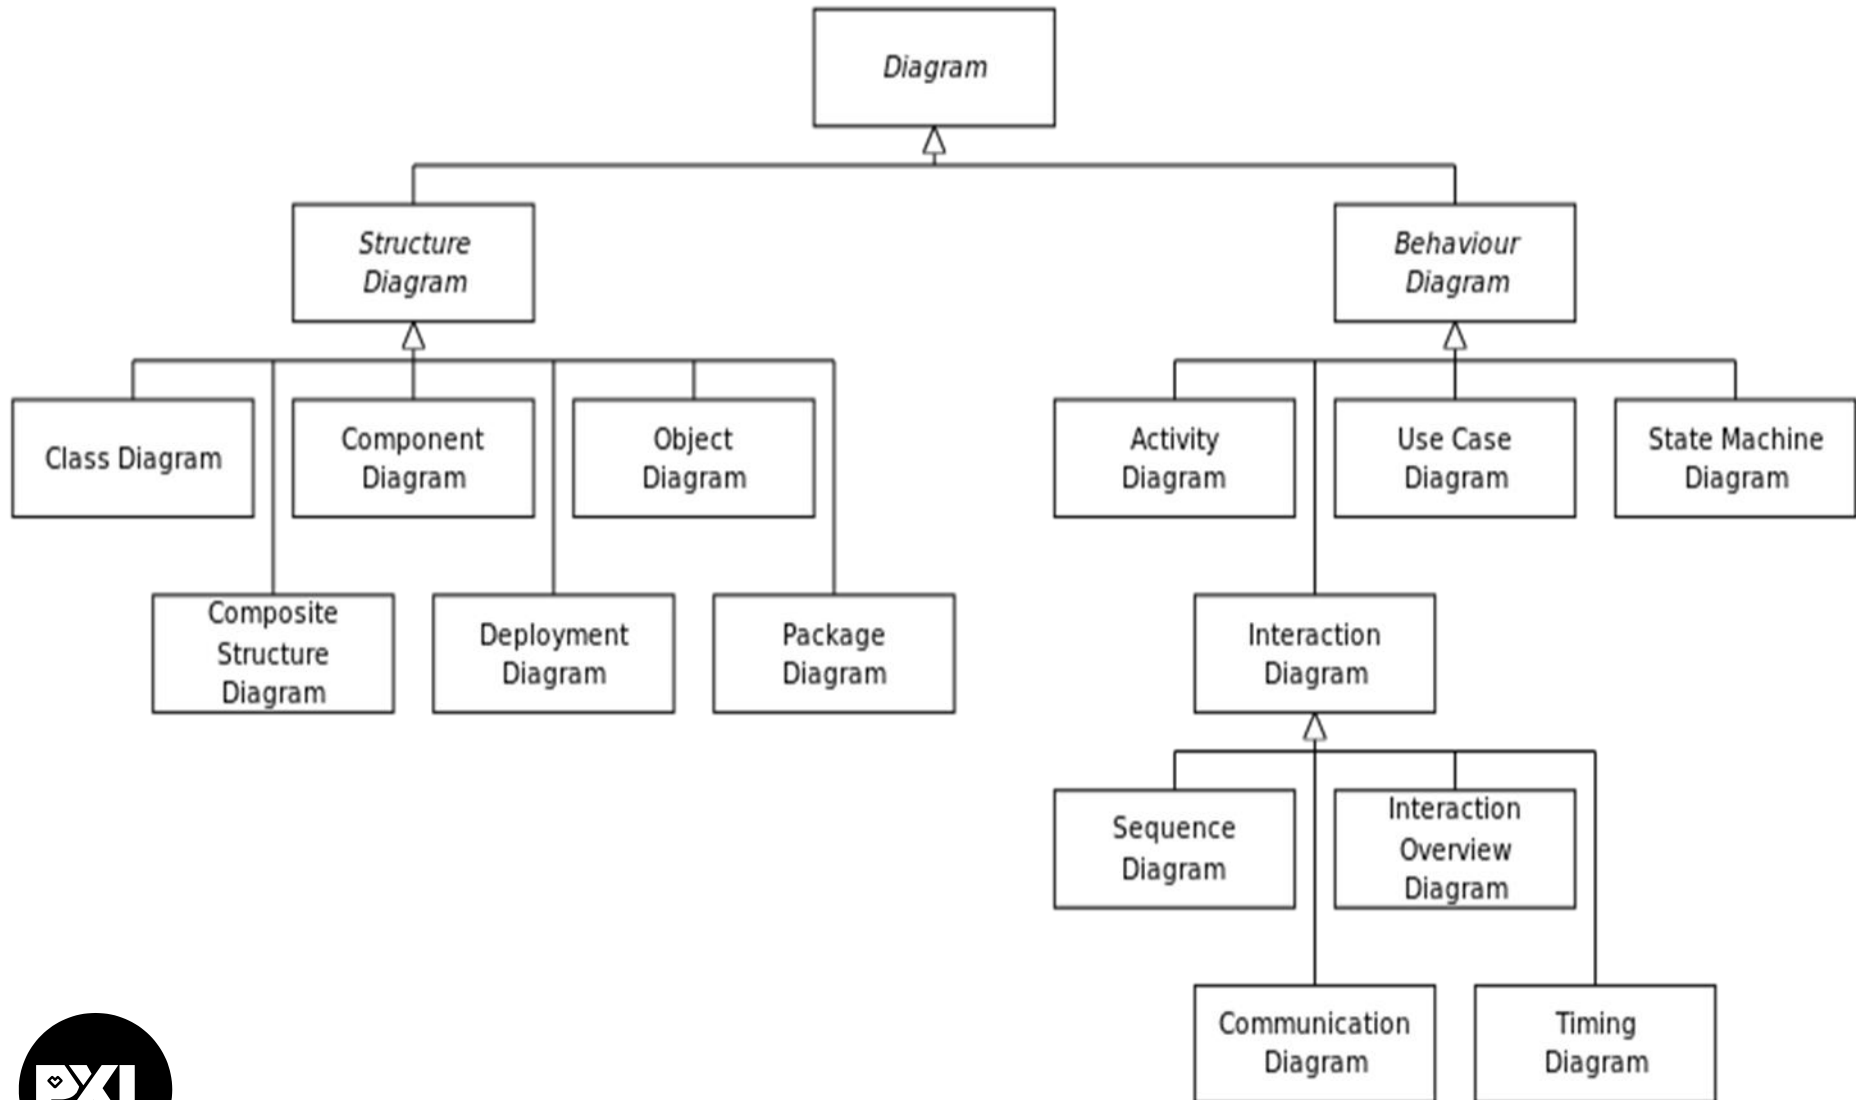 Diagram
Structure
Diagram
Behaviour
Diagram
Class Diagram
Component
Diagram
Object
Diagram
Activity
Diagram
Use Case
Diagram
State Machine
Diagram
Composite
Structure
Diagram
Deployment
Diagram
Package
Diagram
Interaction
Diagram
Sequence
Diagram
Interaction
Overview
Diagram
Communication
Diagram
Timing
Diagram
PXL